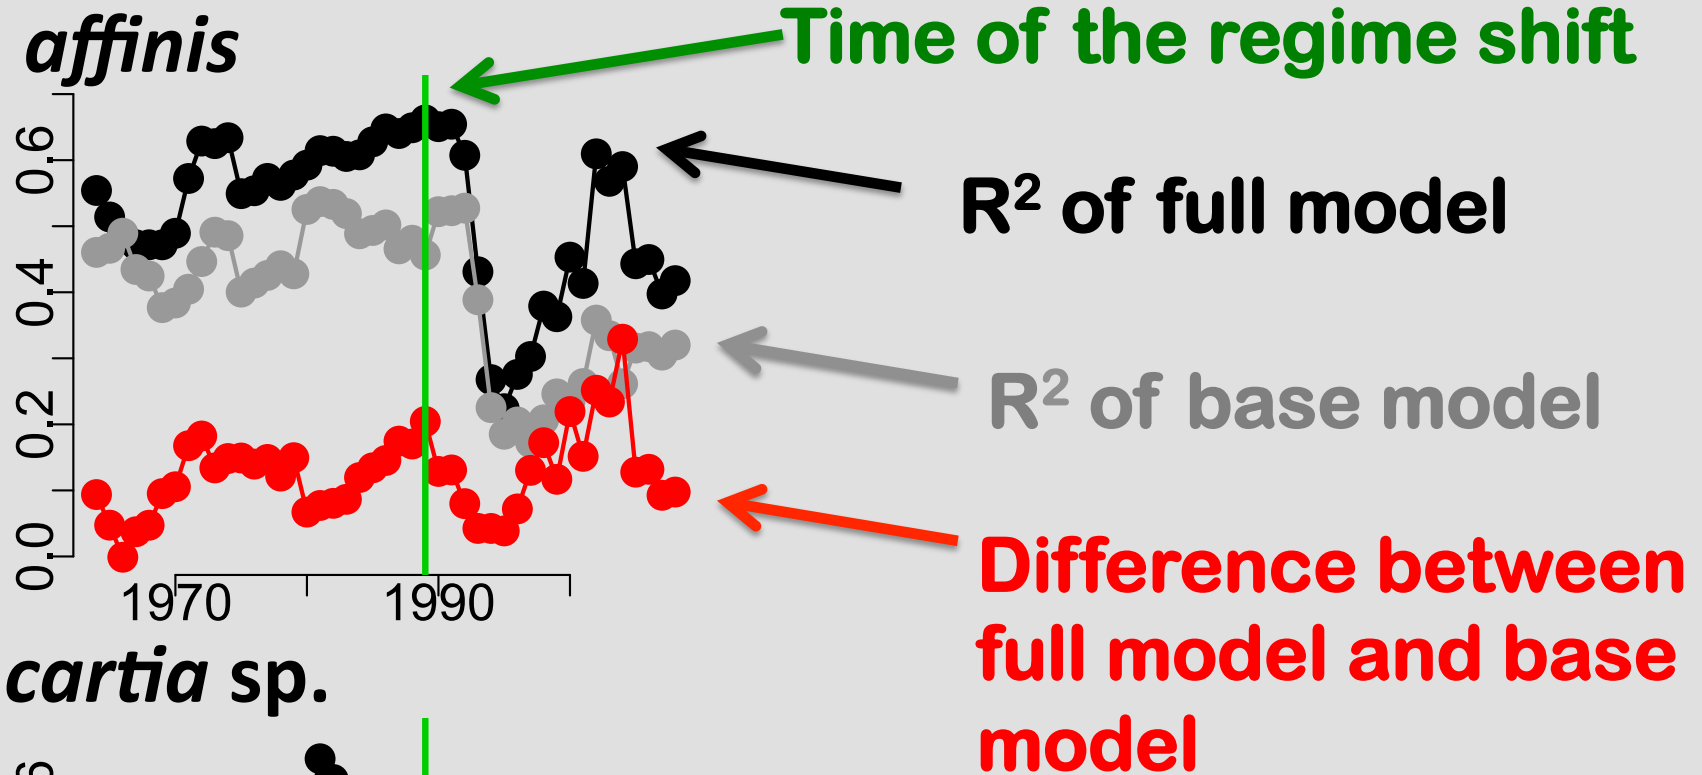 affinis
Time of the regime shift
0.6
0.4
0.2
0.0
R² of full model
R² of base model
Difference between
full model and base
model
1970 1990
cartia sp.